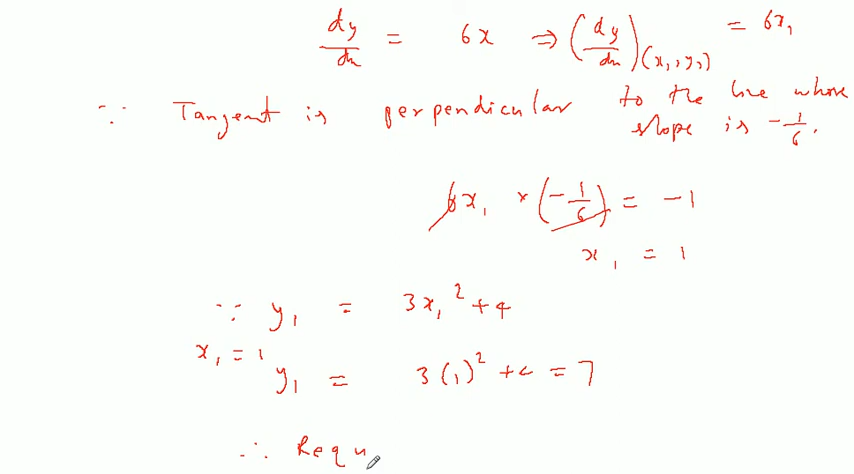 dy/dx = 6x ⇒ (dy/dx)(x₁, y₁) = 6x₁
∵ Tangent is perpendicular to the line whose
slope is -1/6.
6x₁ × (-1/6) = -1
x₁ = 1
∵ y₁ = 3x₁² + 4
x₁ = 1
y₁ = 3(1)² + 4 = 7
∴ Requ